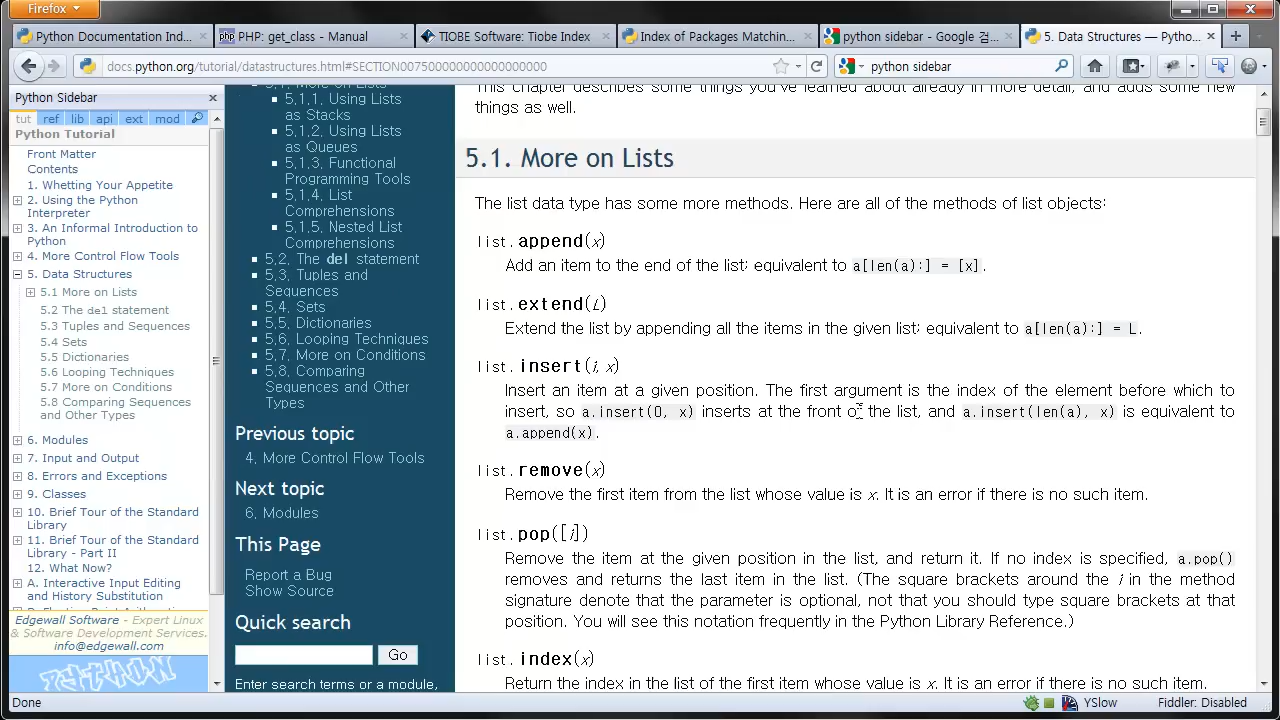 Firefox
Python Documentation Ind...
PHP: get_class - Manual
TIOBE Software: Tiobe Index
Index of Packages Matching...
python sidebar - Google 검...
5. Data Structures — Pytho...
docs.python.org/tutorial/datastructures.html#SECTION007500000000000000000
python sidebar
Python Sidebar
tut ref lib api ext mod
Python Tutorial
Front Matter
Contents
1. Whetting Your Appetite
2. Using the Python
Interpreter
3. An Informal Introduction to
Python
4. More Control Flow Tools
5. Data Structures
5.1 More on Lists
5.2 The del statement
5.3 Tuples and Sequences
5.4 Sets
5.5 Dictionaries
5.6 Looping Techniques
5.7 More on Conditions
5.8 Comparing Sequences
and Other Types
6. Modules
7. Input and Output
8. Errors and Exceptions
9. Classes
10. Brief Tour of the Standard
Library
11. Brief Tour of the Standard
Library - Part II
12. What Now?
A. Interactive Input Editing
and History Substitution
Edgewall Software - Expert Linux
& Software Development Services.
info@edgewall.com
PYTHON
5.1. More on Lists
5.1.1. Using Lists
as Stacks
5.1.2. Using Lists
as Queues
5.1.3. Functional
Programming Tools
5.1.4. List
Comprehensions
5.1.5. Nested List
Comprehensions
5.2. The del statement
5.3. Tuples and
Sequences
5.4. Sets
5.5. Dictionaries
5.6. Looping Techniques
5.7. More on Conditions
5.8. Comparing
Sequences and Other
Types
Previous topic
4. More Control Flow Tools
Next topic
6. Modules
This Page
Report a Bug
Show Source
Quick search
Go
Enter search terms or a module,
This chapter describes some things you've learned about already in more detail, and adds some new
things as well.
5.1. More on Lists
The list data type has some more methods. Here are all of the methods of list objects:
list.append(x)
Add an item to the end of the list; equivalent to a[len(a):] = [x].
list.extend(L)
Extend the list by appending all the items in the given list; equivalent to a[len(a):] = L.
list.insert(i, x)
Insert an item at a given position. The first argument is the index of the element before which to
insert, so a.insert(0, x) inserts at the front of the list, and a.insert(len(a), x) is equivalent to
a.append(x).
list.remove(x)
Remove the first item from the list whose value is x. It is an error if there is no such item.
list.pop([i])
Remove the item at the given position in the list, and return it. If no index is specified, a.pop()
removes and returns the last item in the list. (The square brackets around the i in the method
signature denote that the parameter is optional, not that you should type square brackets at that
position. You will see this notation frequently in the Python Library Reference.)
list.index(x)
Return the index in the list of the first item whose value is x. It is an error if there is no such item.
Done
YSlow
Fiddler: Disabled